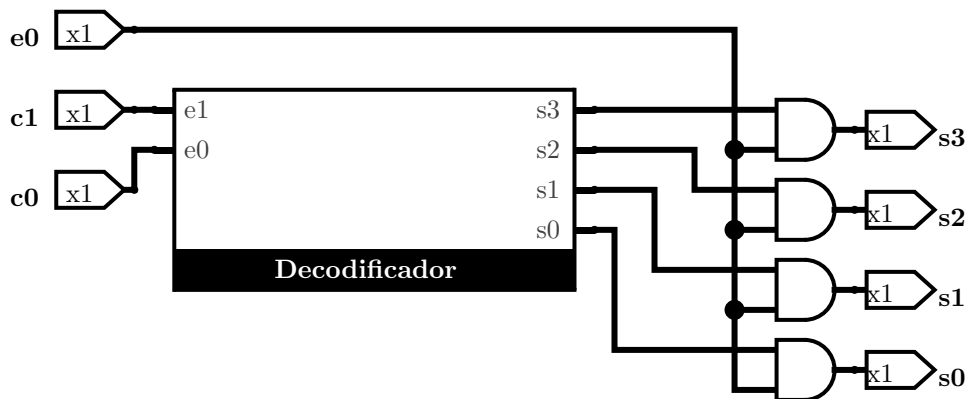 e0 x1
c1 x1 e1 s3 x1 s3
e0 s2
c0 x1 s1 x1 s2
s0
Decodificador x1 s1
x1 s0